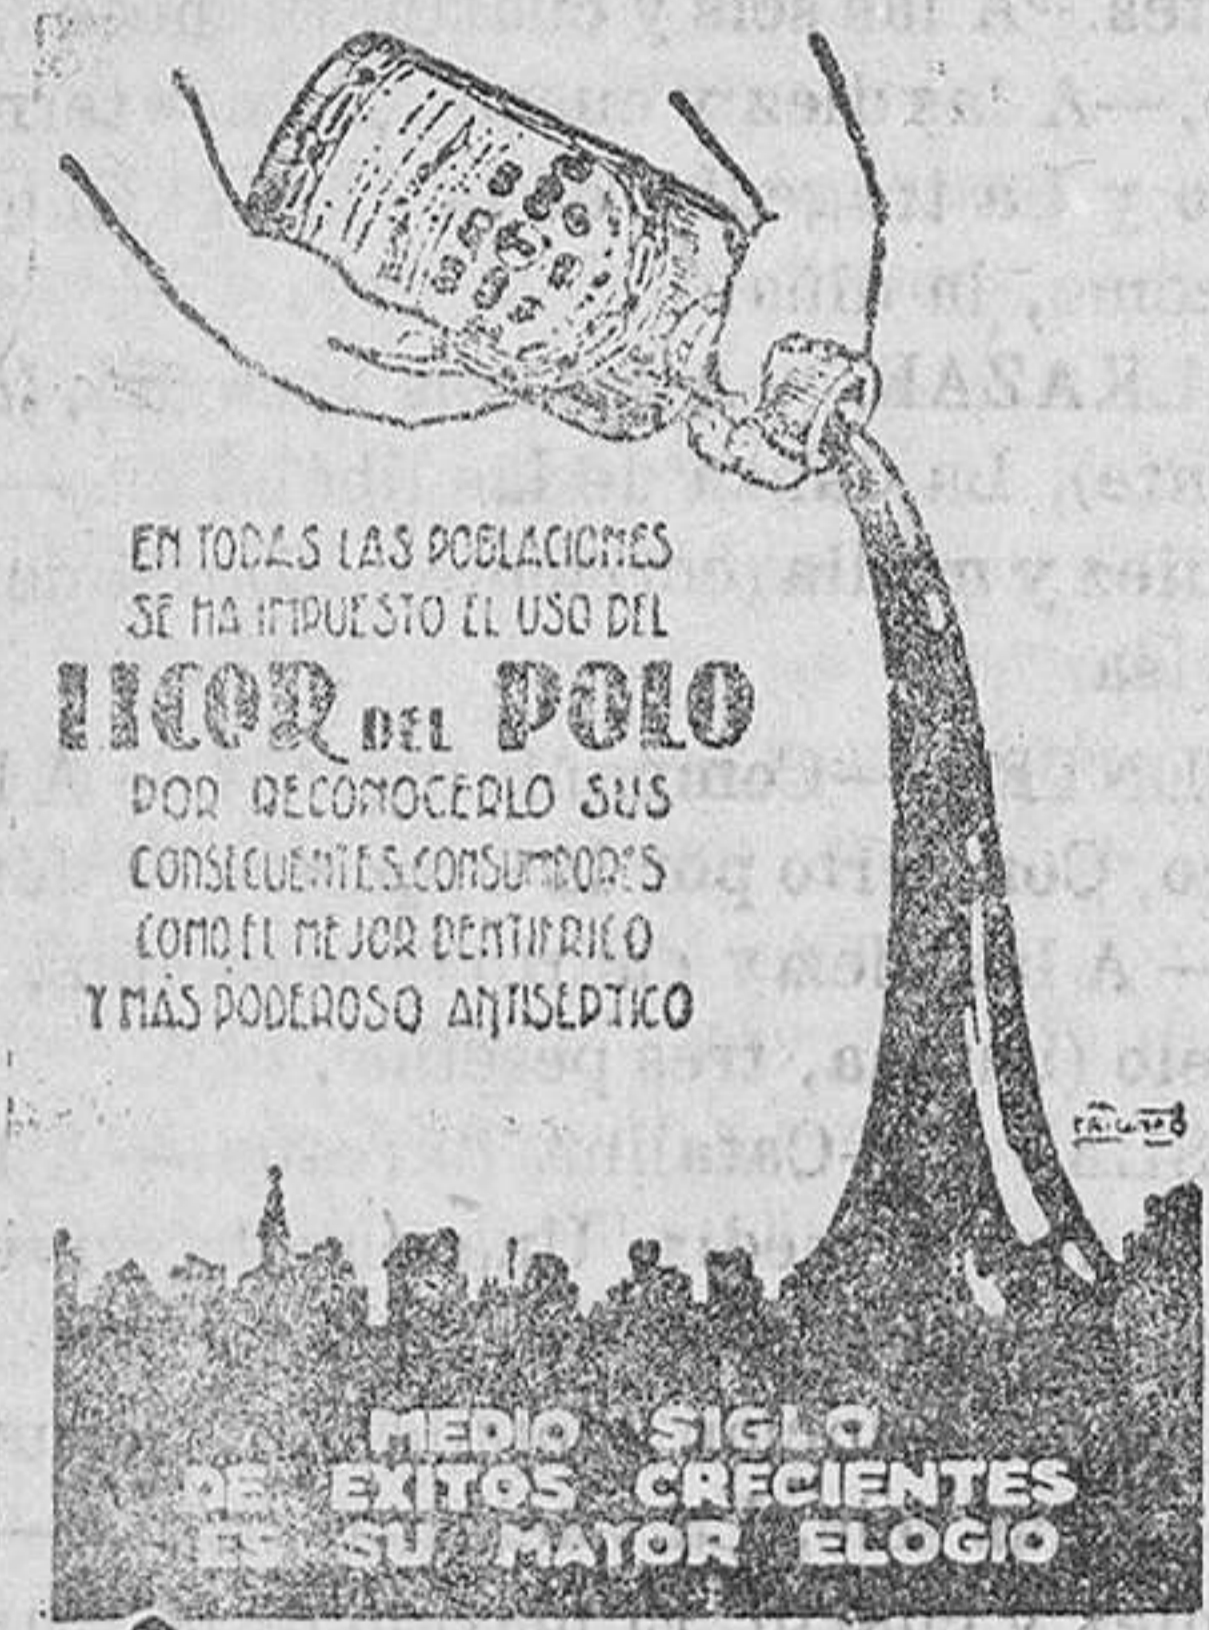 EN TODAS LAS POBLACIONES
SE HA IMPUESTO EL USO DEL
LICOR DEL POLO
POR RECONOCERLO SUS
CONSECUENTES CONSUMIDORES
COMO EL MEJOR DENTIFRICO
Y MÁS PODEROSO ANTISÉPTICO
MEDIO SIGLO
DE EXITOS CRECIENTES
ES SU MAYOR ELOGIO